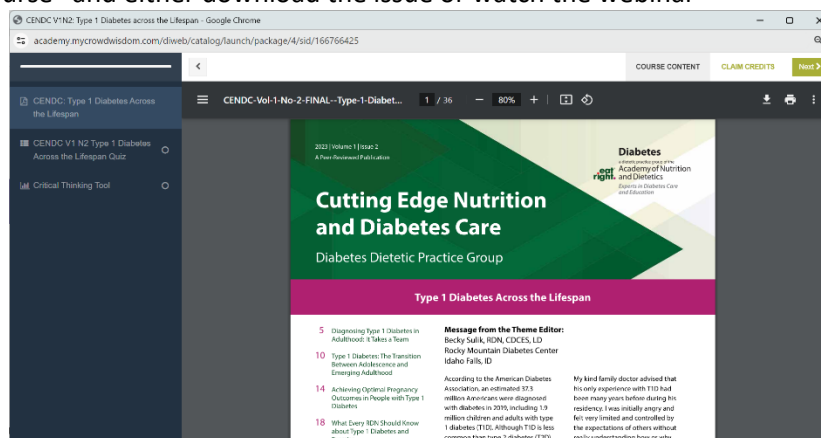 urse" and either download the issue or watch the webinar
CENDC V1N2: Type 1 Diabetes across the Lifespan - Google Chrome
academy.mycrowdwisdom.com/diweb/catalog/launch/package/4/sid/166766425
COURSE CONTENT
CLAIM CREDITS
Next
CENDC: Type 1 Diabetes Across
the Lifespan
CENDC V1 N2 Type 1 Diabetes
Across the Lifespan Quiz
Critical Thinking Tool
CENDC-Vol-1-No-2-FINAL--Type-1-Diabet...
1 / 36
80%
2023 | Volume 1 | Issue 2
A Peer-Reviewed Publication
Diabetes
a dietetic practice group of the
eat right. Academy of Nutrition
and Dietetics
Experts in Diabetes Care
and Education
Cutting Edge Nutrition
and Diabetes Care
Diabetes Dietetic Practice Group
Type 1 Diabetes Across the Lifespan
5 Diagnosing Type 1 Diabetes in
Adulthood: It Takes a Team
10 Type 1 Diabetes: The Transition
Between Adolescence and
Emerging Adulthood
14 Achieving Optimal Pregnancy
Outcomes in People with Type 1
Diabetes
18 What Every RDN Should Know
about Type 1 Diabetes and
Message from the Theme Editor:
Becky Sulik, RDN, CDCES, LD
Rocky Mountain Diabetes Center
Idaho Falls, ID
According to the American Diabetes
Association, an estimated 37.3
million Americans were diagnosed
with diabetes in 2019, including 1.9
million children and adults with type
1 diabetes (T1D). Although T1D is less
common than type 2 diabetes (T2D)
My kind family doctor advised that
his only experience with T1D had
been many years before during his
residency. I was initially angry and
felt very limited and controlled by
the expectations of others without
really understanding how or why